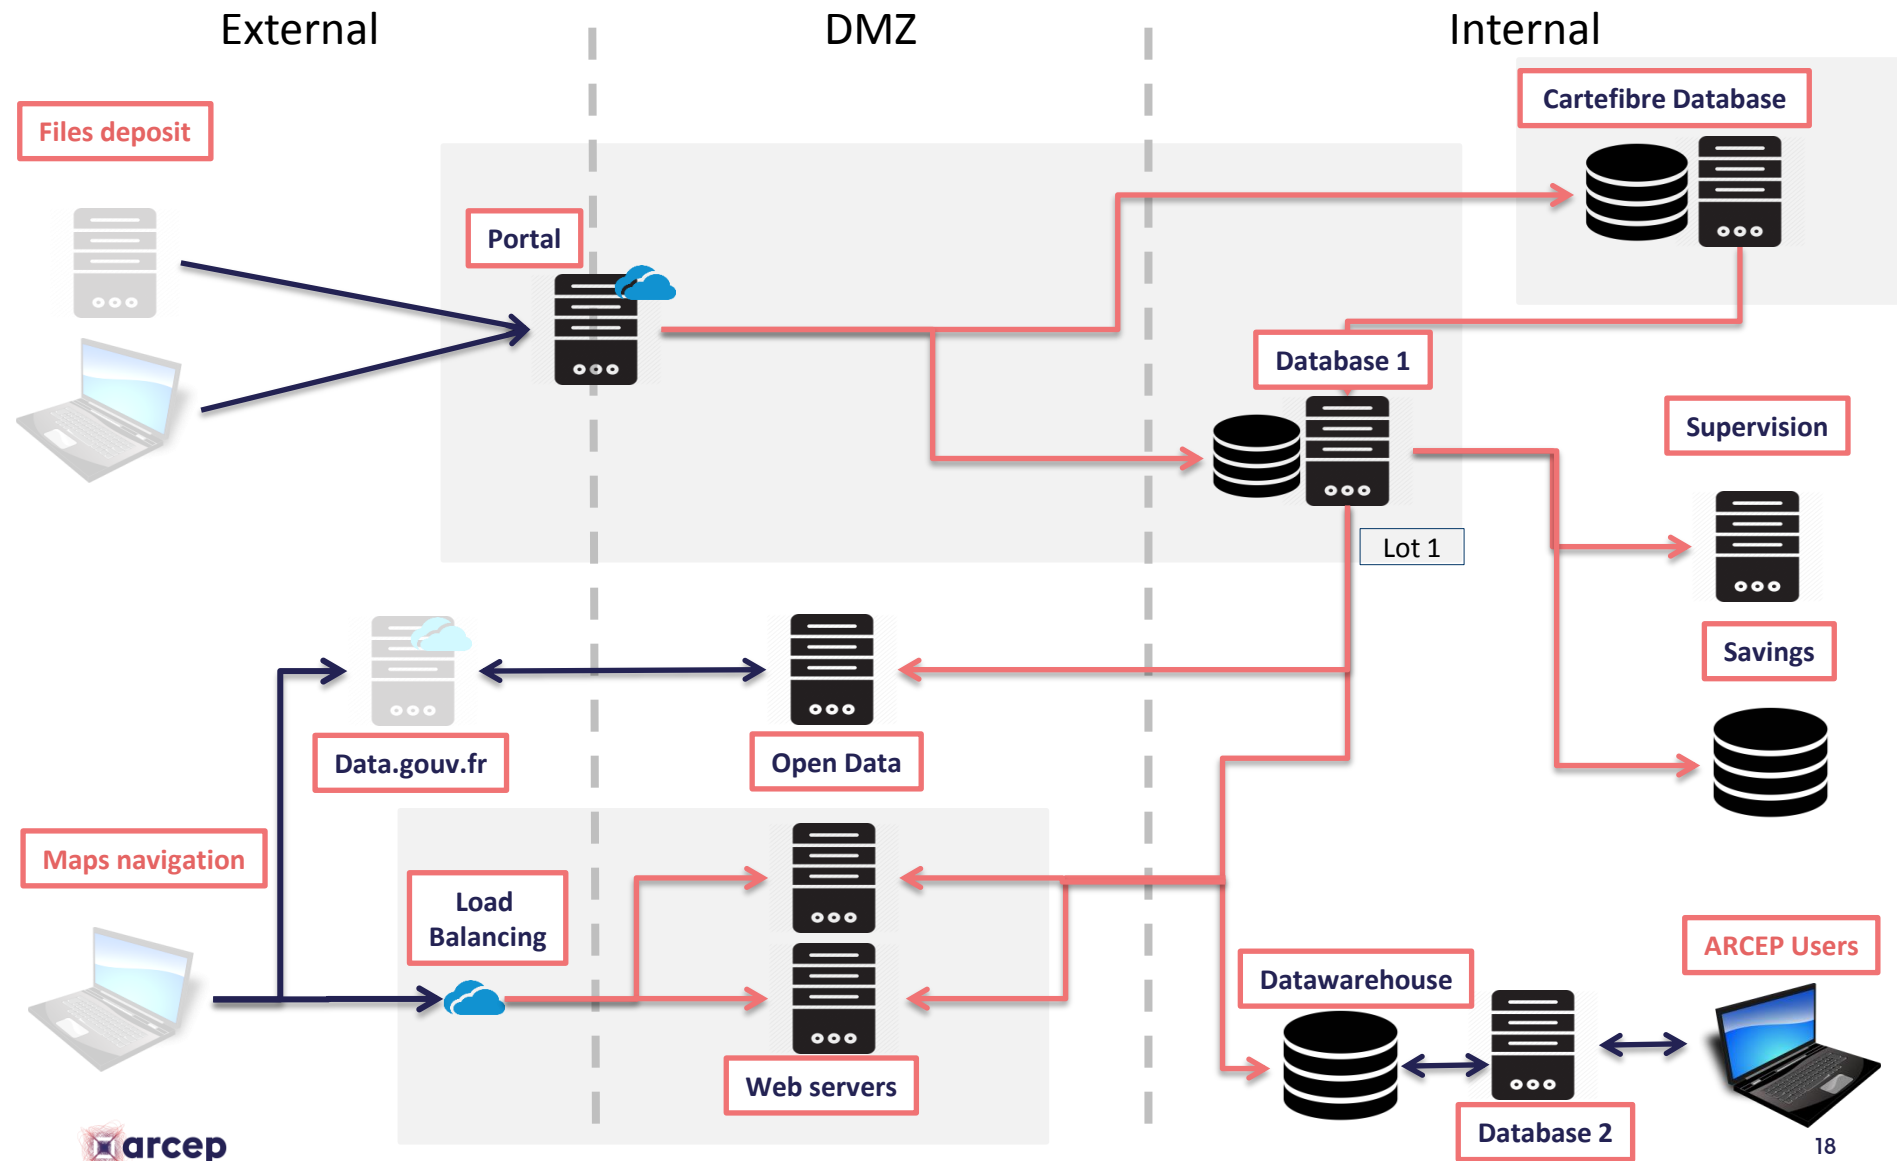 External
DMZ
Internal
Cartefibre Database
Files deposit
Portal
Database 1
Supervision
Lot 1
Savings
Data.gouv.fr
Open Data
Maps navigation
Load
Balancing
Datawarehouse
ARCEP Users
Web servers
Database 2
arcep
18